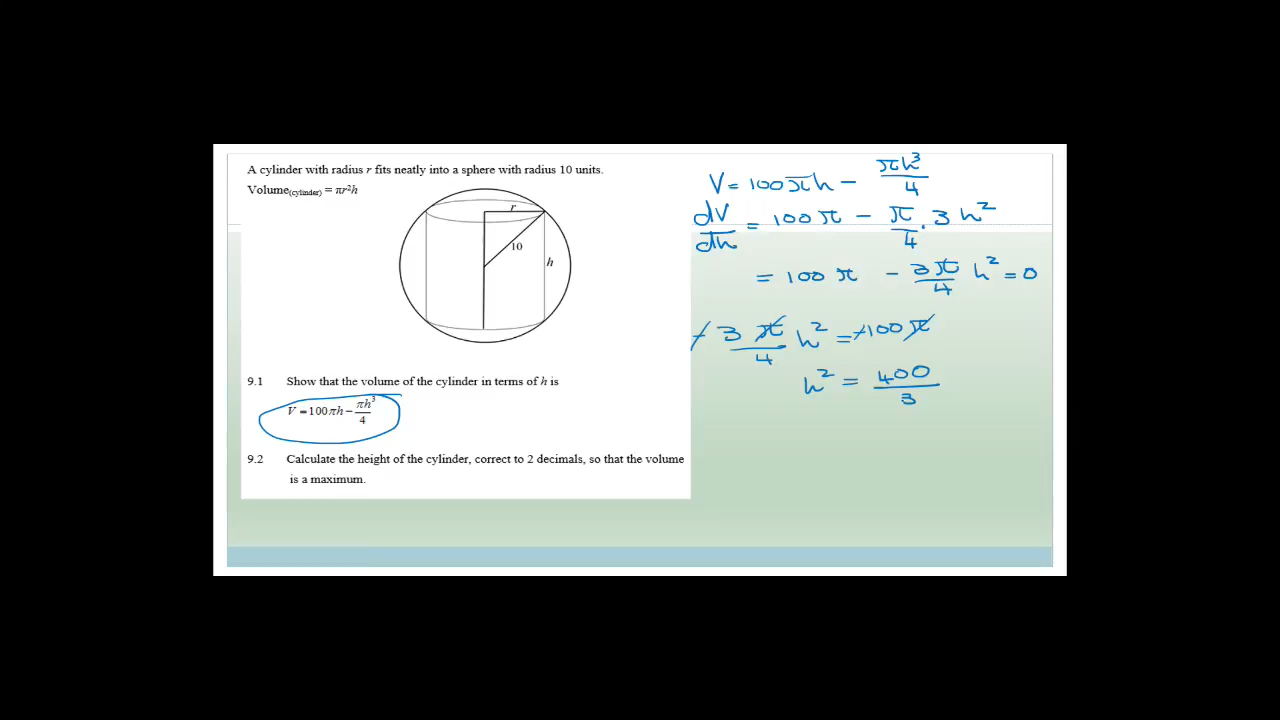 A cylinder with radius r fits neatly into a sphere with radius 10 units.
Volume(cylinder) = πr²h
r
10
h
9.1 Show that the volume of the cylinder in terms of h is
V = 100πh − πh³/4
9.2 Calculate the height of the cylinder, correct to 2 decimals, so that the volume
is a maximum.
V = 100πh − πh³/4
dV/dh = 100π − π/4 . 3h²
= 100π − 3π/4 h² = 0
− 3π/4 h² = −100π
h² = 400/3